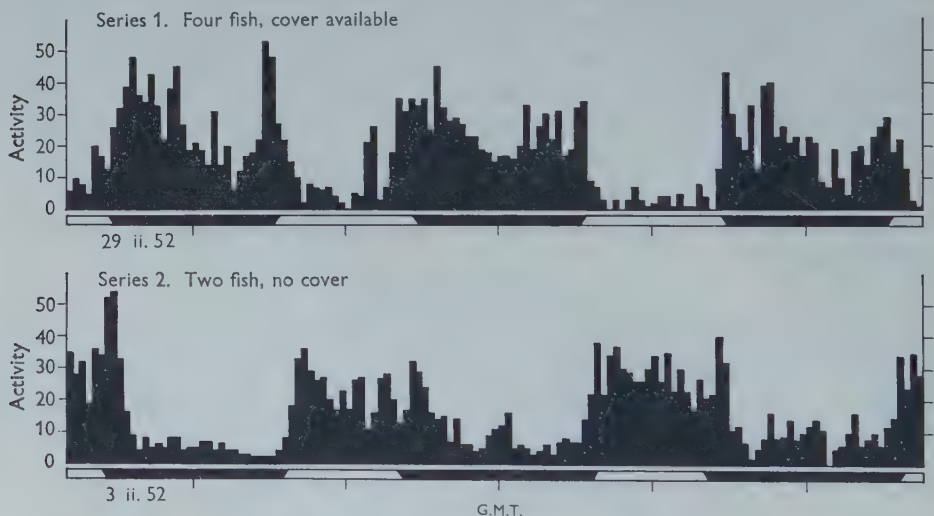 Series 1. Four fish, cover available
50
40
30
20
10
0
Activity
29 ii. 52
Series 2. Two fish, no cover
50
40
30
20
10
0
Activity
3 ii. 52
G.M.T.